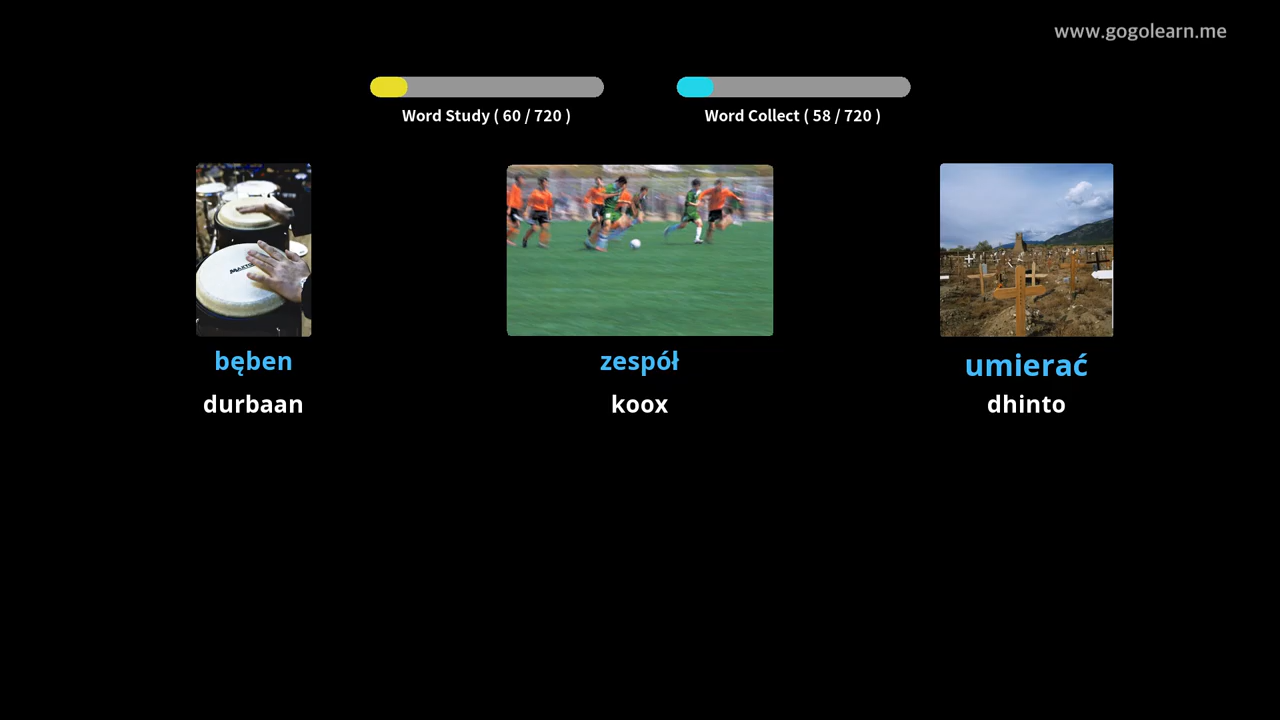 www.gogolearn.me
Word Study ( 60 / 720 )
Word Collect ( 58 / 720 )
bęben
zespół
umierać
durbaan
koox
dhinto